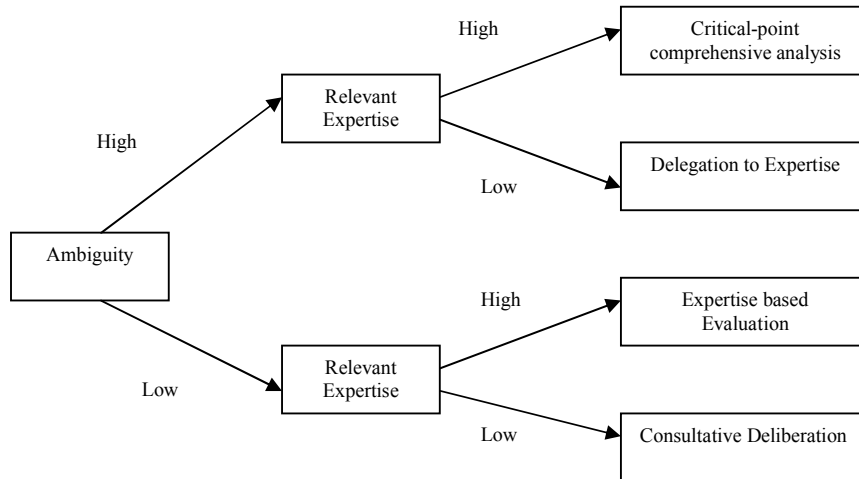 High
Critical-point
comprehensive analysis
Relevant
Expertise
High
Low
Delegation to Expertise
Ambiguity
High
Expertise based
Evaluation
Relevant
Expertise
Low
Low
Consultative Deliberation